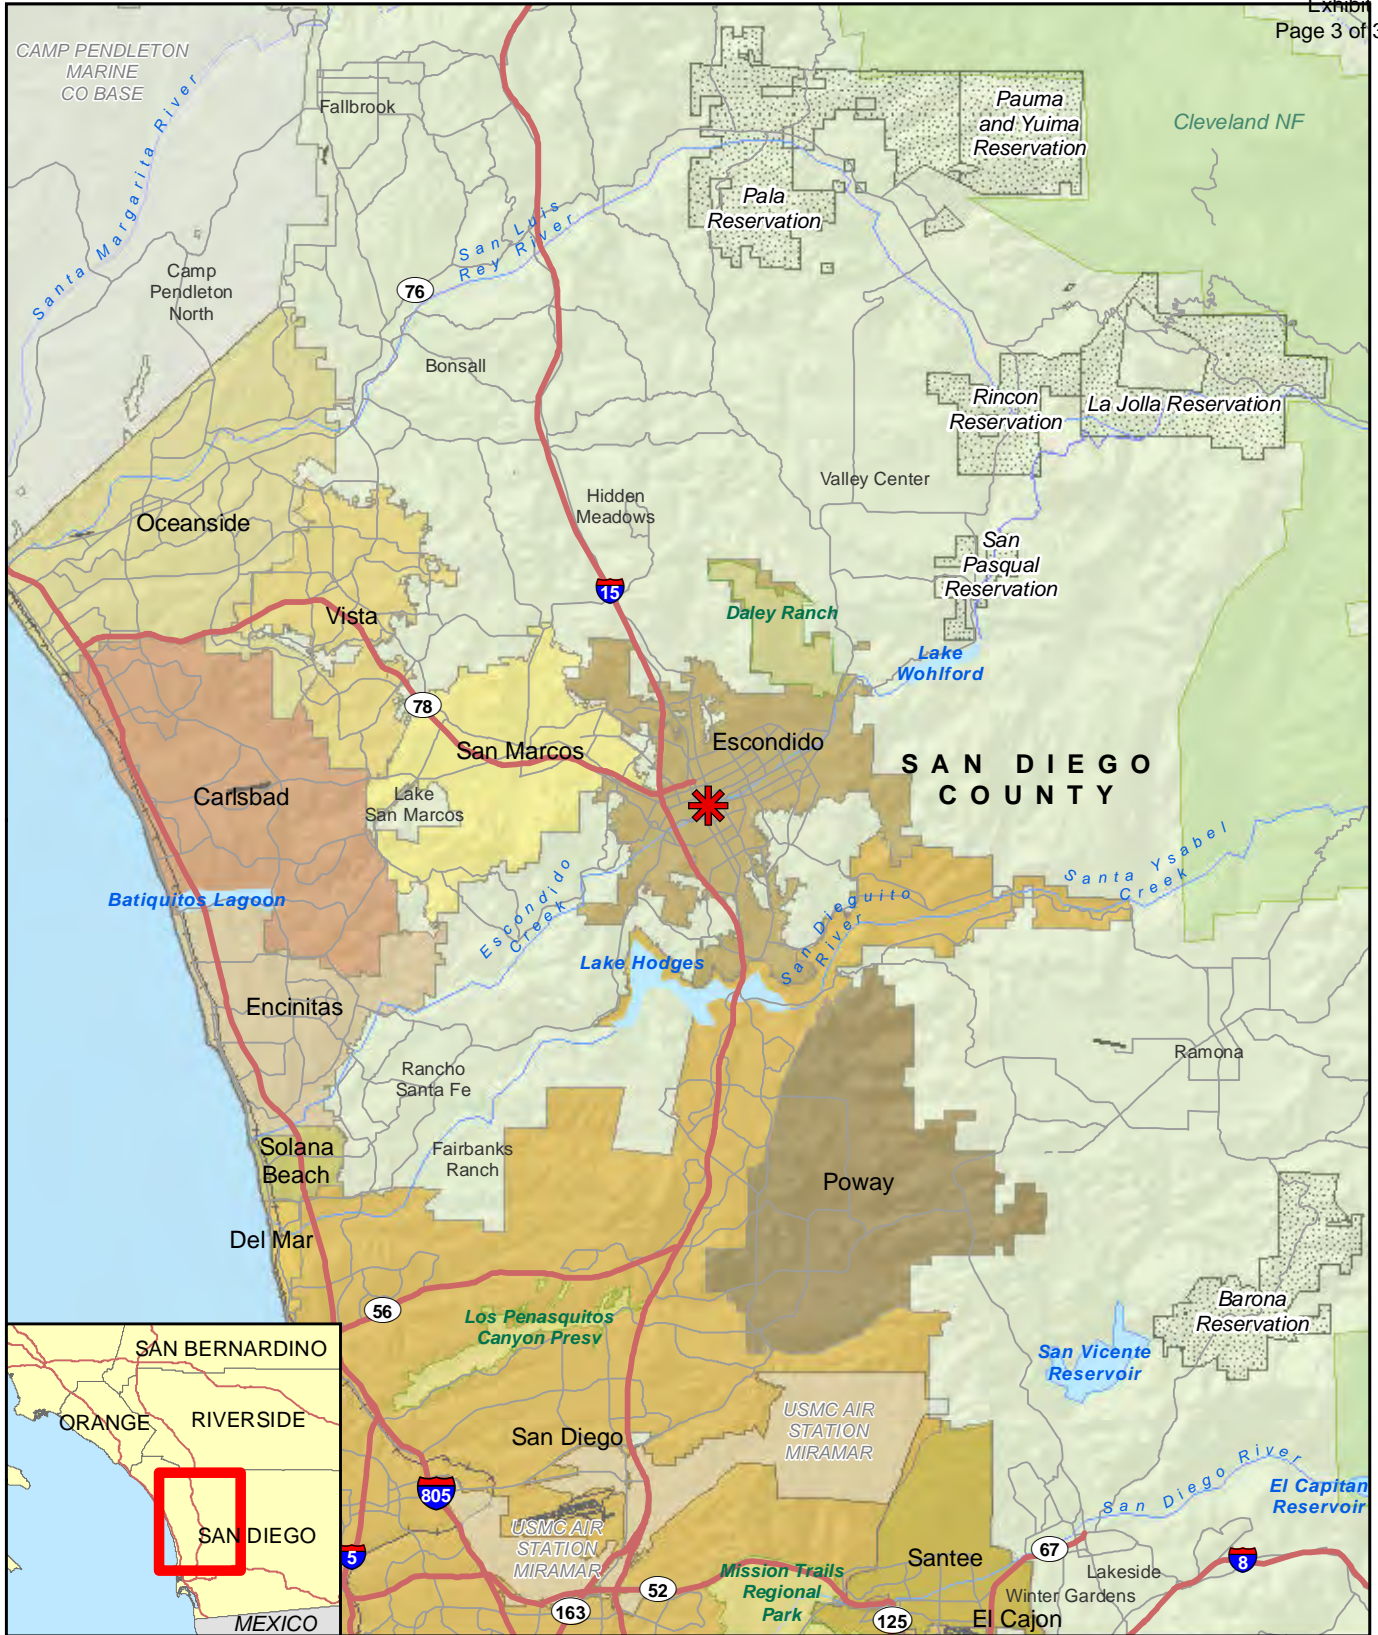 Exhibit
Page 3 of 3
CAMP PENDLETON
MARINE
CO BASE
Santa Margarita River
Fallbrook
Pauma
and Yuima
Reservation
Cleveland NF
Pala
Reservation
San Luis
Rey River
Camp
Pendleton
North
76
Bonsall
Rincon
Reservation
La Jolla Reservation
Valley Center
Hidden
Meadows
Oceanside
San
Pasqual
Reservation
15
Daley Ranch
Vista
Lake
Wohlford
78
San Marcos
Escondido
SAN DIEGO
COUNTY
Carlsbad
Lake
San Marcos
Santa Ysabel
Creek
Batiquitos Lagoon
Escondido
Creek
San Dieguito
River
Lake Hodges
Encinitas
Ramona
Rancho
Santa Fe
Solana
Beach
Fairbanks
Ranch
Poway
Del Mar
56
Los Penasquitos
Canyon Presv
Barona
Reservation
San Vicente
Reservoir
SAN BERNARDINO
ORANGE
RIVERSIDE
SAN DIEGO
MEXICO
USMC AIR
STATION
MIRAMAR
San Diego
805
San Diego River
El Capitan
Reservoir
USMC AIR
STATION
MIRAMAR
5
Santee
67
8
Mission Trails
Regional
Park
Lakeside
Winter Gardens
52
163
125
El Cajon